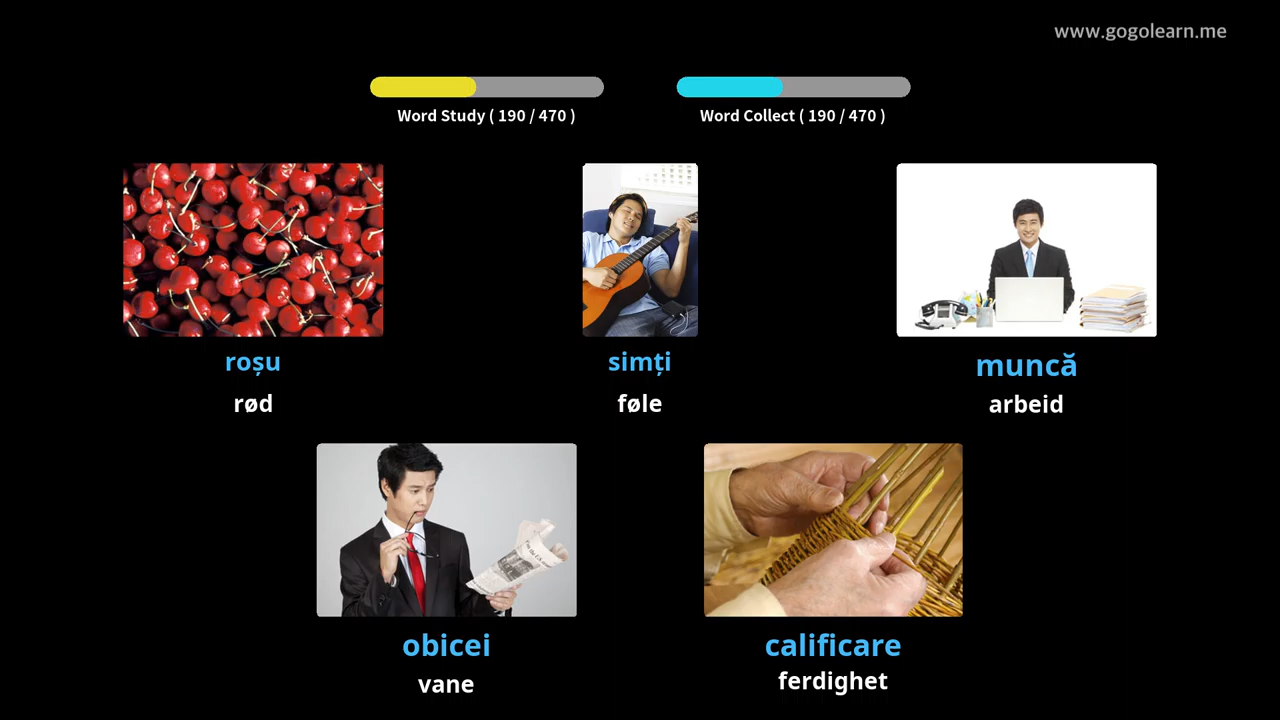 www.gogolearn.me
Word Study ( 190 / 470 )
Word Collect ( 190 / 470 )
roșu
simți
muncă
rød
føle
arbeid
obicei
calificare
vane
ferdighet